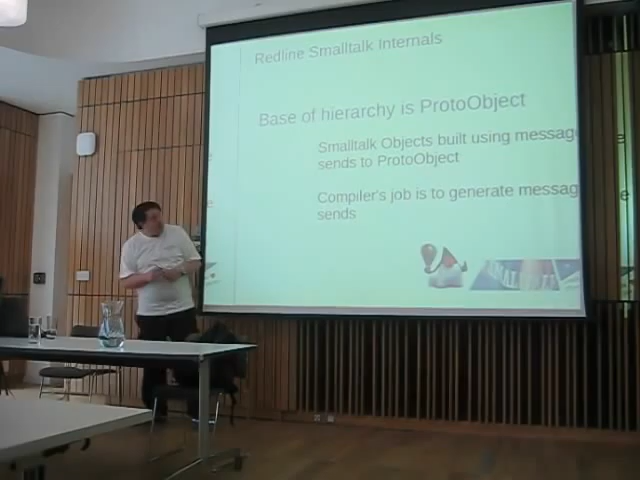 Redline Smalltalk Internals
Base of hierarchy is ProtoObject
Smalltalk Objects built using messag
sends to ProtoObject
Compiler's job is to generate messag
sends